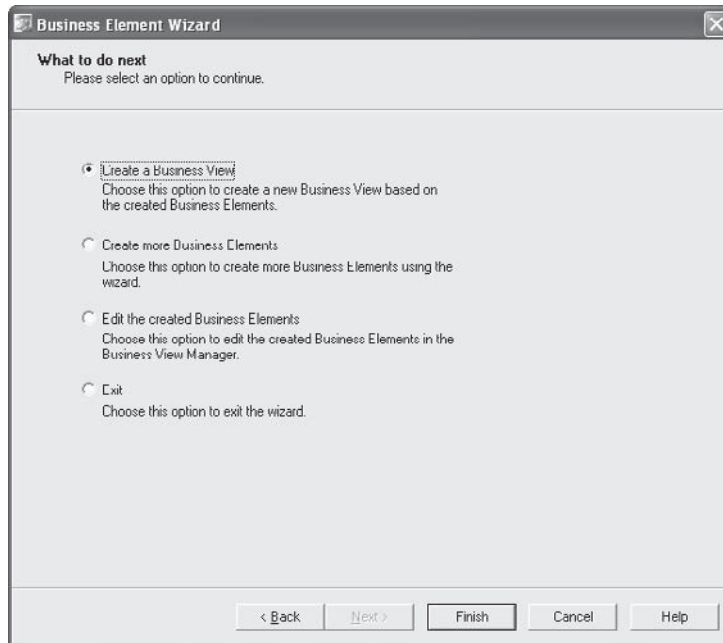 Business Element Wizard
What to do next
Please select an option to continue.
Create a Business View
Choose this option to create a new Business View based on
the created Business Elements.
Create more Business Elements
Choose this option to create more Business Elements using the
wizard.
Edit the created Business Elements
Choose this option to edit the created Business Elements in the
Business View Manager.
Exit
Choose this option to exit the wizard.
< Back
Next >
Finish
Cancel
Help